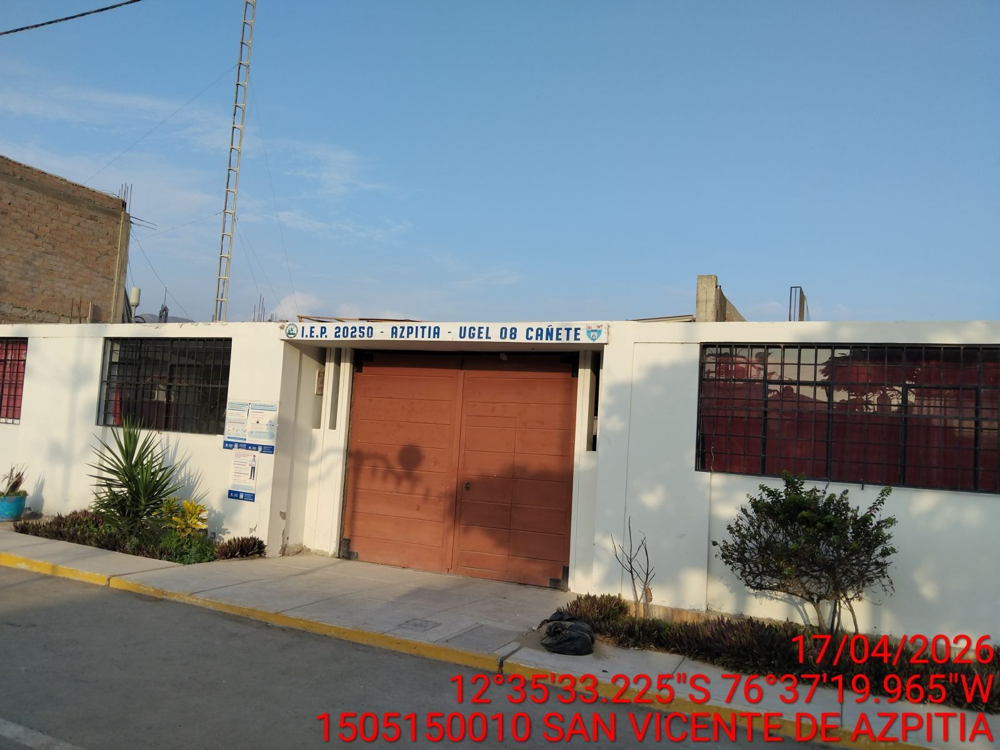 I.E.P. 20250 - AZPITIA - UGEL 08 CAÑETE
17/04/2026
12°35'33.225"S 76°37'19.965"W
1505150010 SAN VICENTE DE AZPITIA